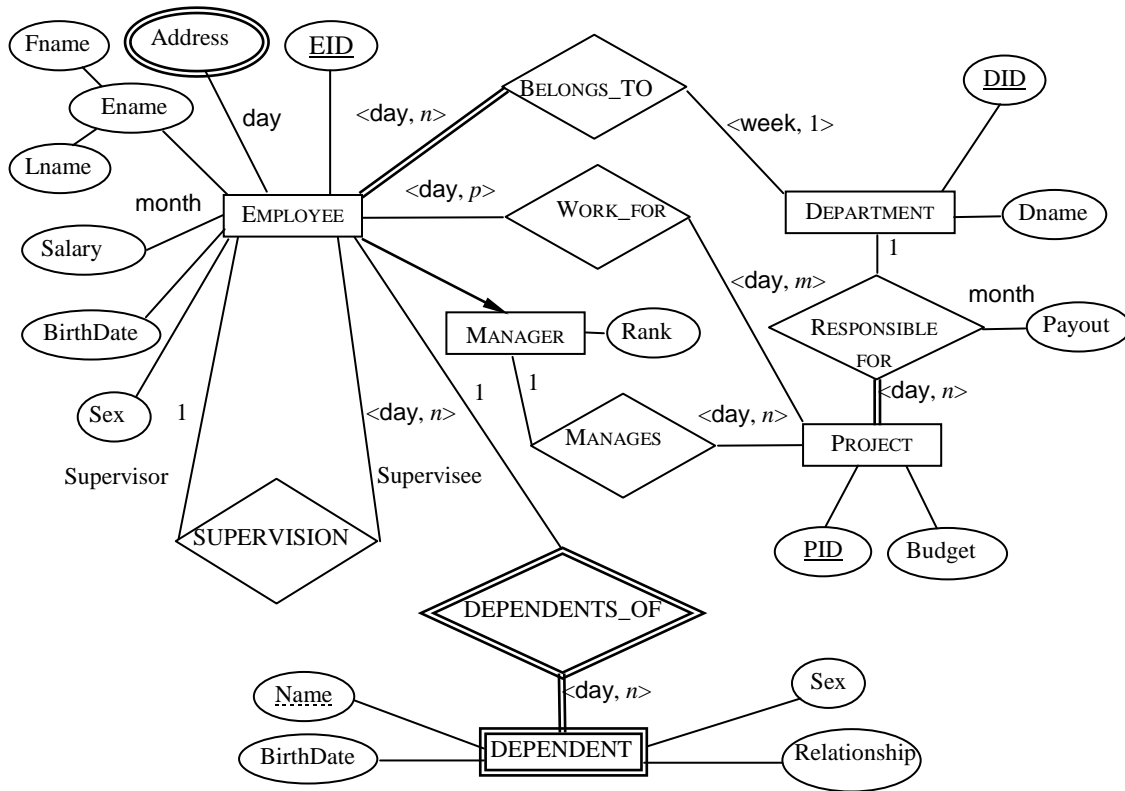 Fname
Address
EID
Ename
Lname
day
<day, n>
BELONGS_TO
DID
<week, 1>
month
EMPLOYEE
<day, p>
WORK_FOR
DEPARTMENT
Dname
Salary
1
<day, m>
month
BirthDate
MANAGER
Rank
RESPONSIBLE
FOR
Payout
Sex
1
<day, n>
1
1
<day, n>
<day, n>
MANAGES
PROJECT
Supervisor
Supervisee
SUPERVISION
PID
Budget
DEPENDENTS_OF
<day, n>
Name
Sex
BirthDate
DEPENDENT
Relationship